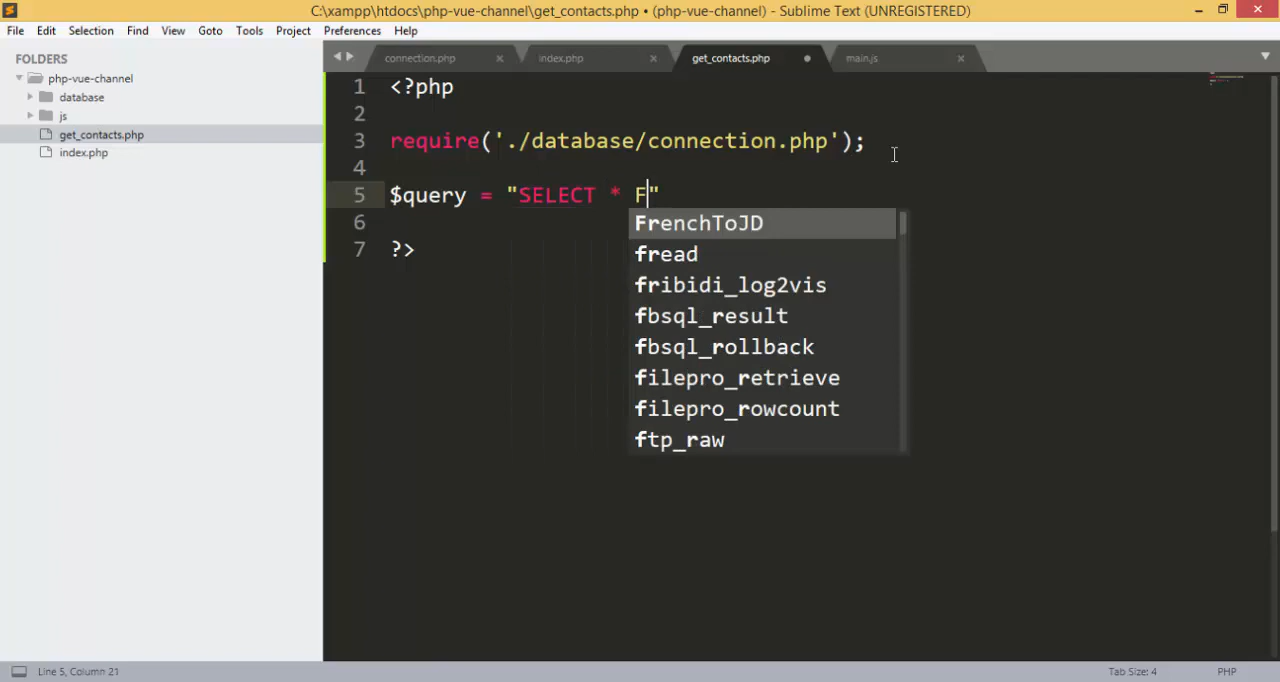 C:\xampp\htdocs\php-vue-channel\get_contacts.php • (php-vue-channel) - Sublime Text (UNREGISTERED)
File Edit Selection Find View Goto Tools Project Preferences Help
FOLDERS
php-vue-channel
database
js
get_contacts.php
index.php
connection.php index.php get_contacts.php main.js
1 <?php
2
3 require('./database/connection.php');
4
5 $query = "SELECT * F"
6
7 ?>
FrenchToJD
fread
fribidi_log2vis
fbsql_result
fbsql_rollback
filepro_retrieve
filepro_rowcount
ftp_raw
Line 5, Column 21 Tab Size: 4 PHP